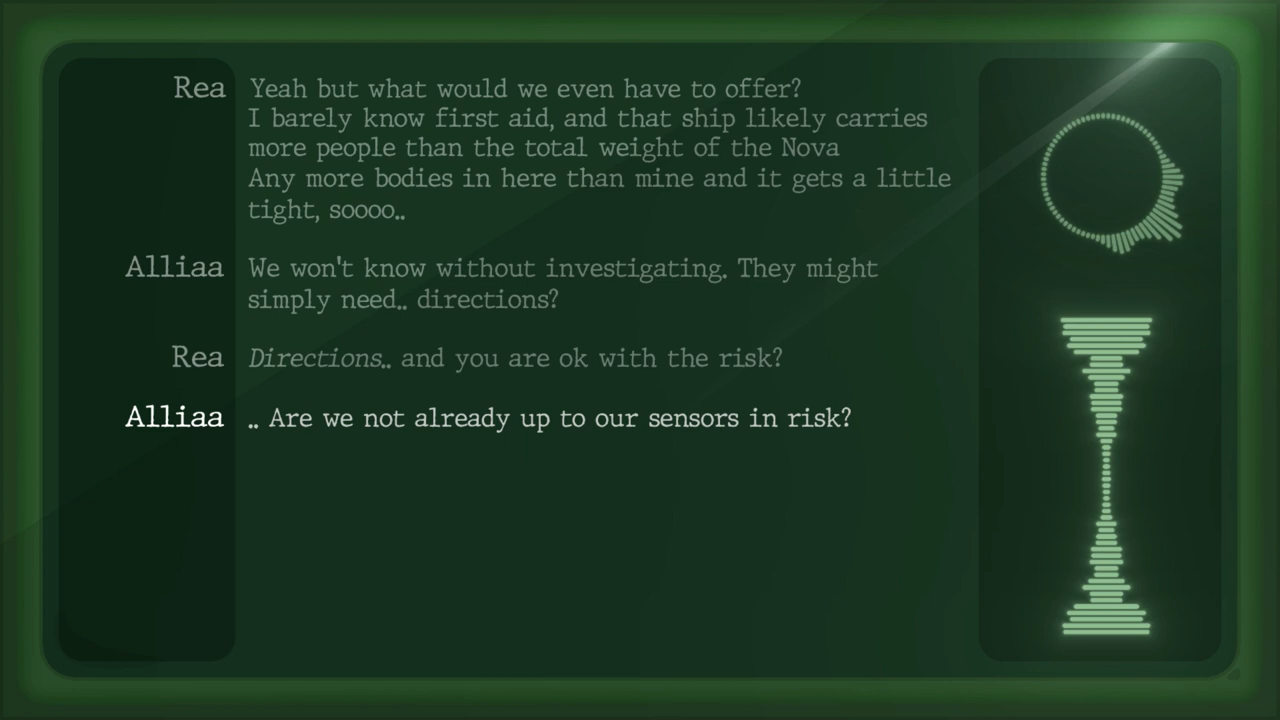 Rea Yeah but what would we even have to offer?
I barely know first aid, and that ship likely carries
more people than the total weight of the Nova
Any more bodies in here than mine and it gets a little
tight, soooo..
Alliaa We won't know without investigating. They might
simply need.. directions?
Rea Directions.. and you are ok with the risk?
Alliaa .. Are we not already up to our sensors in risk?